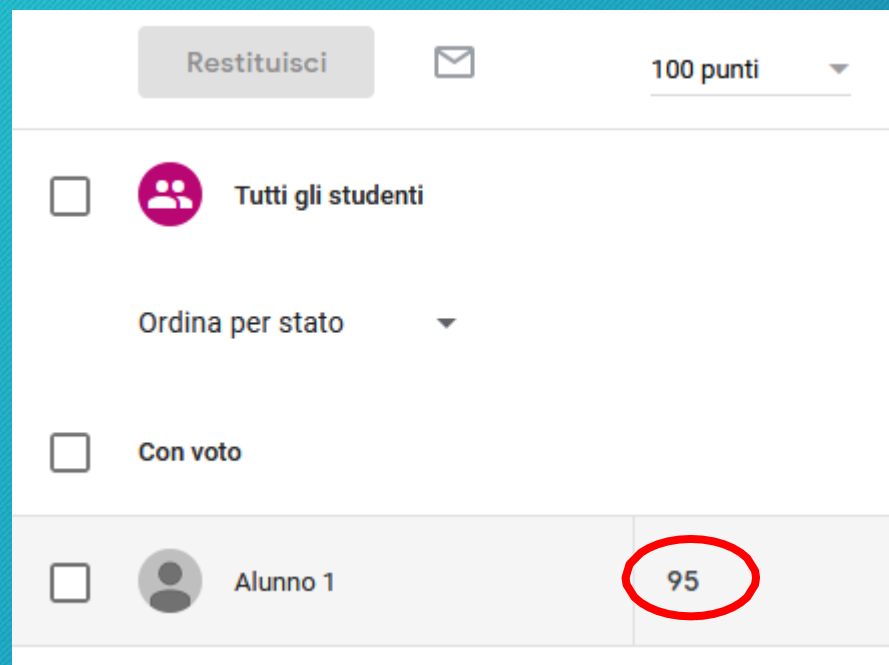 Restituisci
100 punti
Tutti gli studenti
Ordina per stato
Con voto
Alunno 1
95